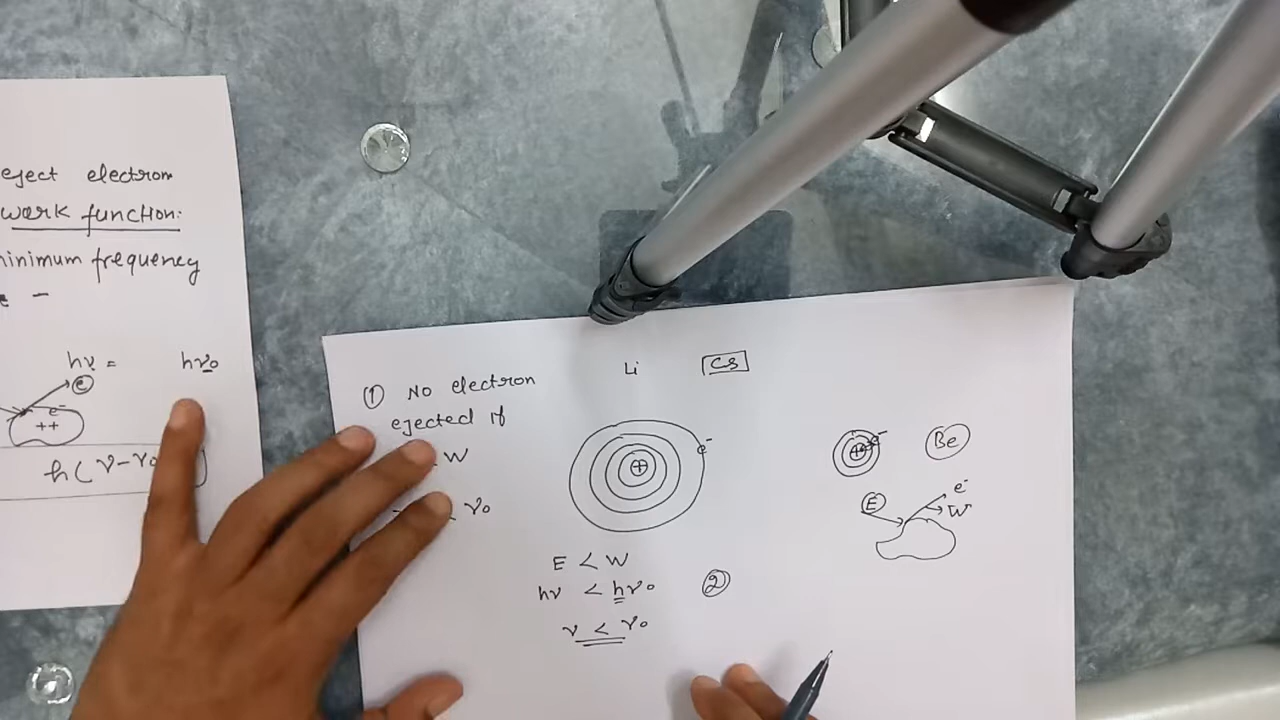 eject electron
work function:
minimum frequency
-
hν = hν₀
e
e⁻
++
h(ν-ν₀
① No electron
ejected if
W
ν₀
Li Cs
+
e⁻
E < W
hν < hν₀
ν < ν₀
②
+ e⁻ Be
E e⁻
W